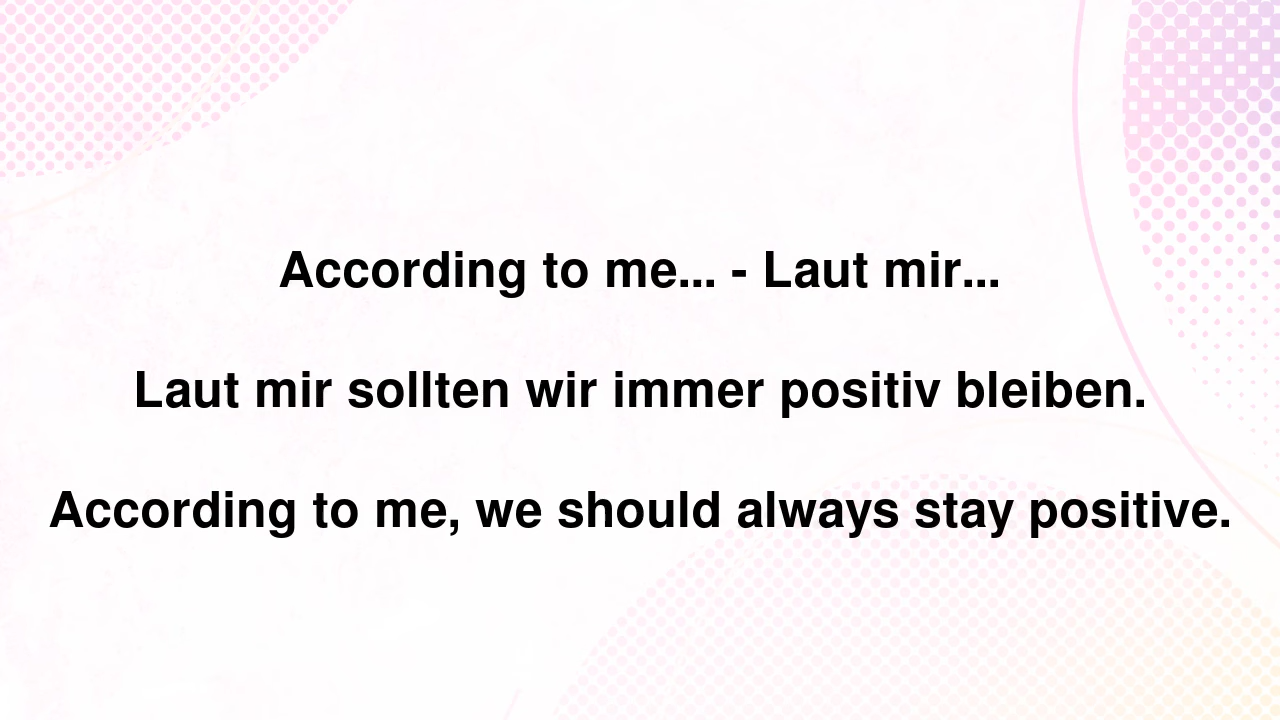 According to me... - Laut mir...
Laut mir sollten wir immer positiv bleiben.
According to me, we should always stay positive.